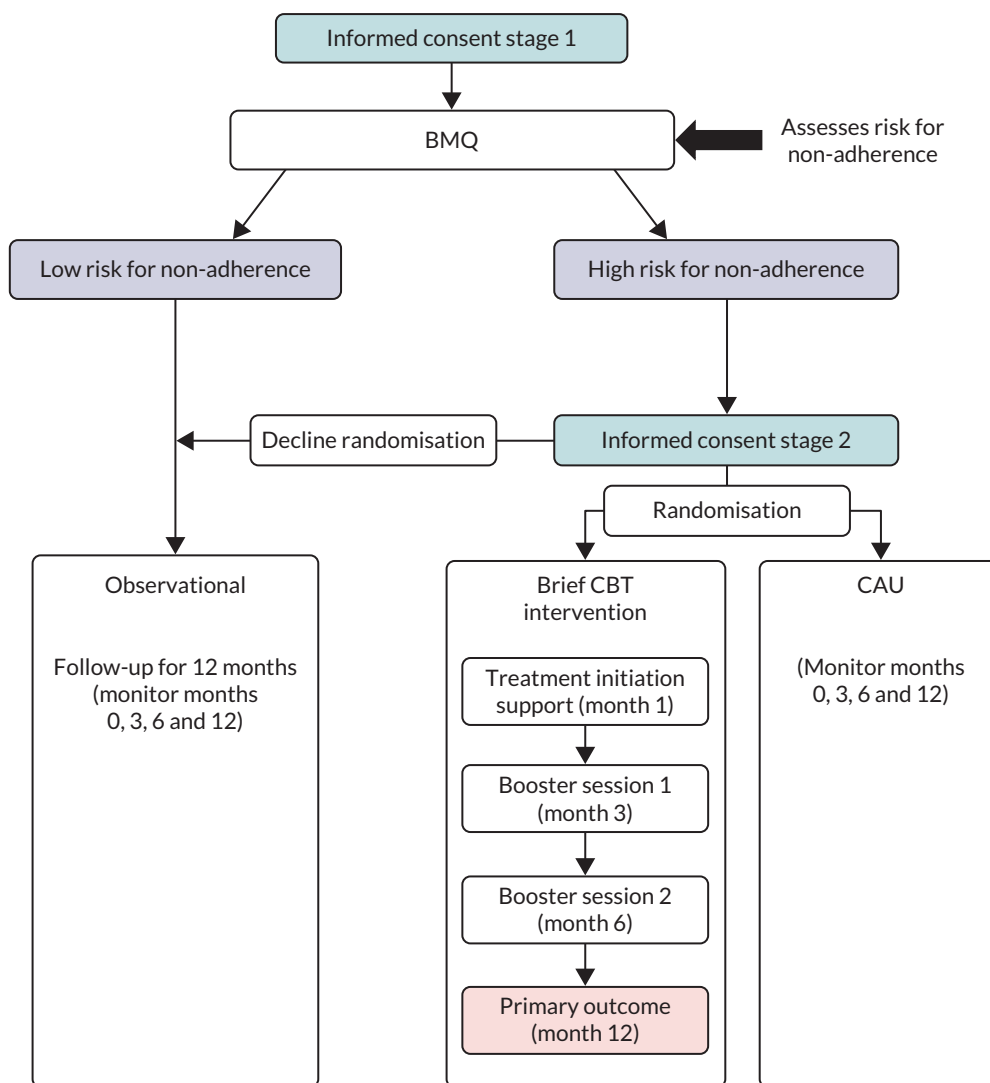 Informed consent stage 1
BMQ
Assesses risk for
non-adherence
Low risk for non-adherence
High risk for non-adherence
Decline randomisation
Informed consent stage 2
Randomisation
Observational
Follow-up for 12 months
(monitor months
0, 3, 6 and 12)
Brief CBT
intervention
Treatment initiation
support (month 1)
Booster session 1
(month 3)
Booster session 2
(month 6)
Primary outcome
(month 12)
CAU
(Monitor months
0, 3, 6 and 12)